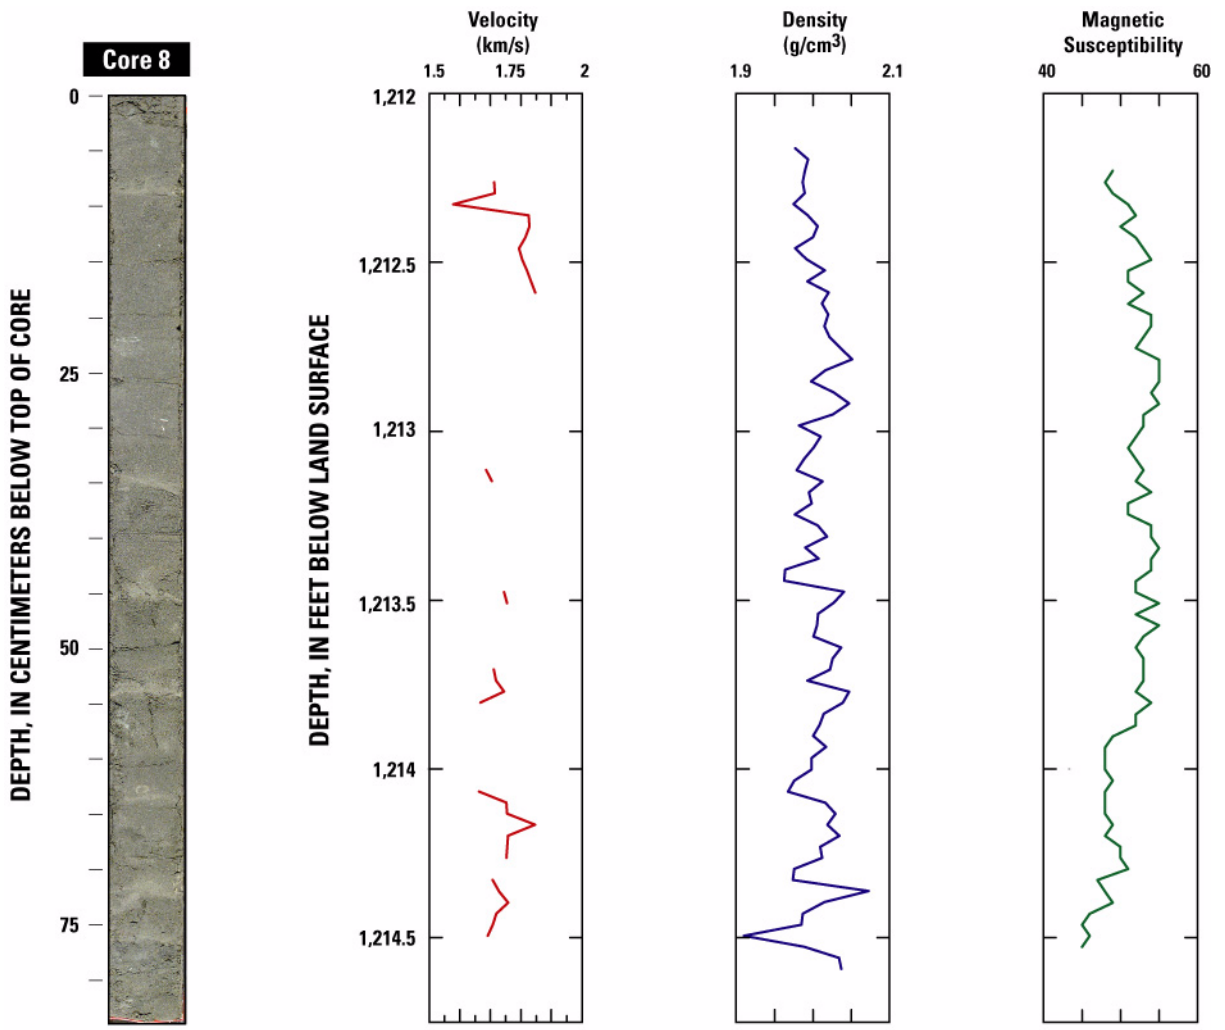 Velocity
(km/s)
Density
(g/cm3)
Magnetic
Susceptibility
Core 8
1.5 1.75 2
1.9 2.1
40 60
0
25
50
75
DEPTH, IN CENTIMETERS BELOW TOP OF CORE
DEPTH, IN FEET BELOW LAND SURFACE
1,212
1,212.5
1,213
1,213.5
1,214
1,214.5